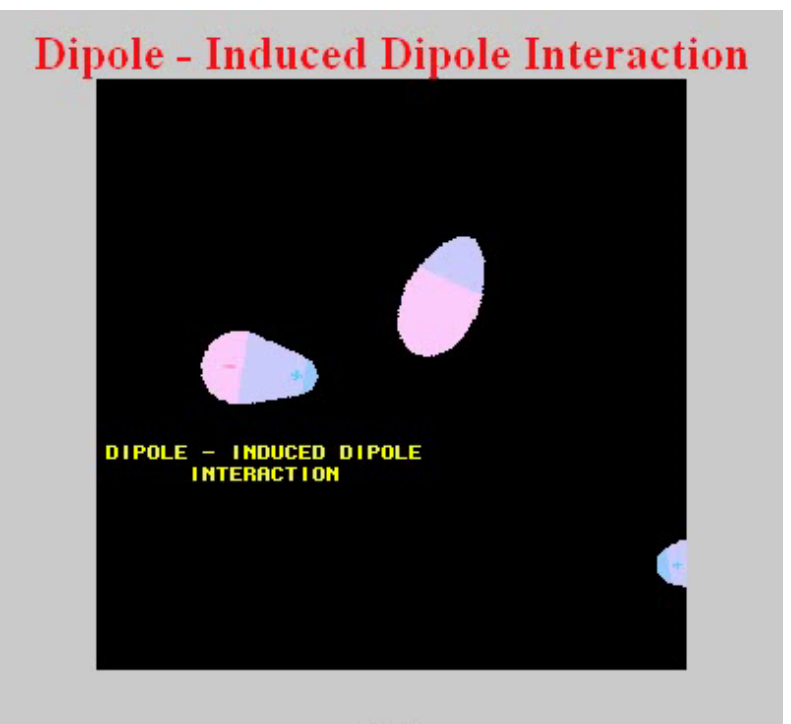 Dipole - Induced Dipole Interaction
-
+
DIPOLE - INDUCED DIPOLE
INTERACTION
+